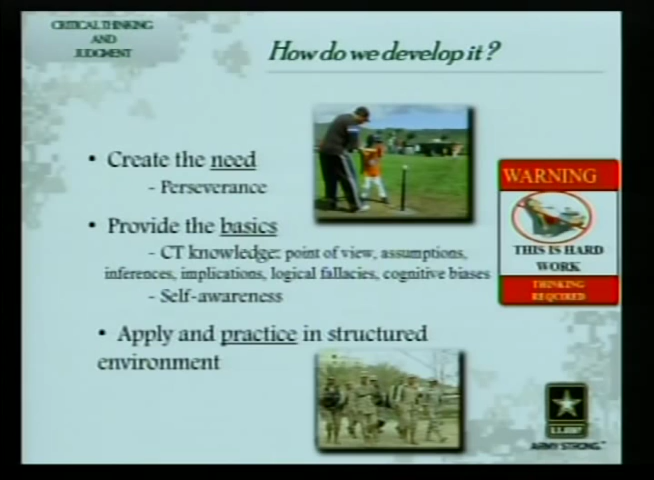 CRITICAL THINKING
AND
JUDGMENT
How do we develop it?
• Create the need
- Perseverance
• Provide the basics
- CT knowledge: point of view, assumptions,
inferences, implications, logical fallacies, cognitive biases
- Self-awareness
• Apply and practice in structured
environment
WARNING
THIS IS HARD
WORK
THINKING
REQUIRED
U.S. ARMY
ARMY STRONG.